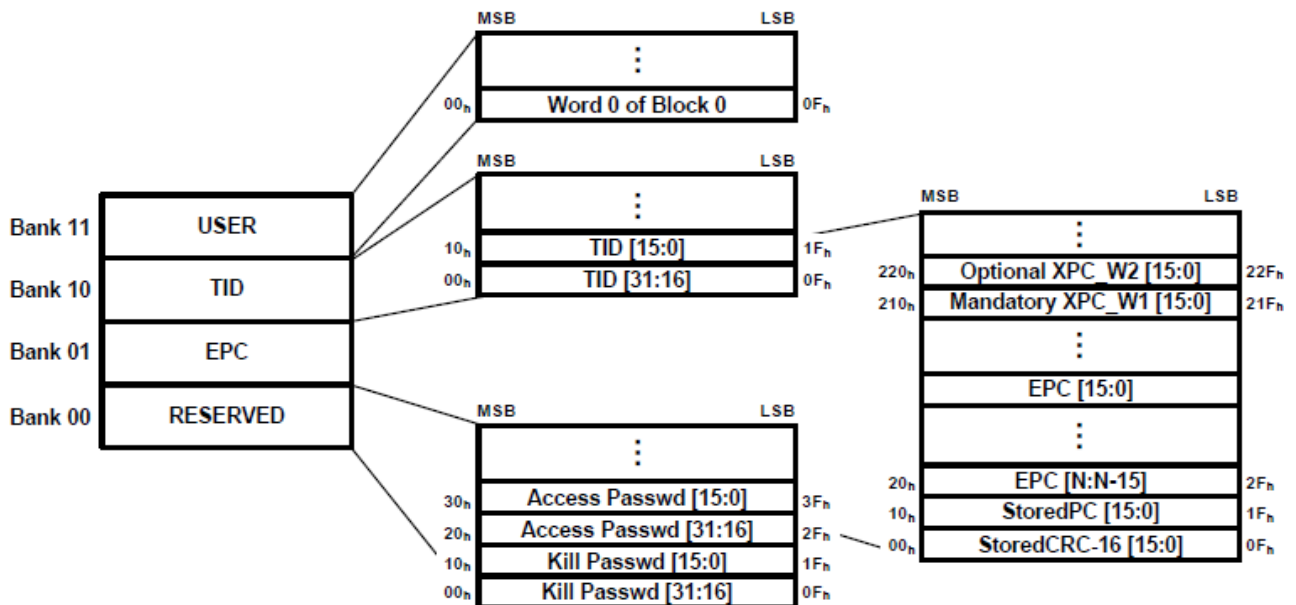 MSB LSB
⋮
00h Word 0 of Block 0 0Fh
MSB LSB
⋮
10h TID [15:0] 1Fh
00h TID [31:16] 0Fh
Bank 11 USER
Bank 10 TID
Bank 01 EPC
Bank 00 RESERVED
MSB LSB
⋮
30h Access Passwd [15:0] 3Fh
20h Access Passwd [31:16] 2Fh
10h Kill Passwd [15:0] 1Fh
00h Kill Passwd [31:16] 0Fh
MSB LSB
⋮
220h Optional XPC_W2 [15:0] 22Fh
210h Mandatory XPC_W1 [15:0] 21Fh
⋮
EPC [15:0]
⋮
20h EPC [N:N-15] 2Fh
10h StoredPC [15:0] 1Fh
00h StoredCRC-16 [15:0] 0Fh